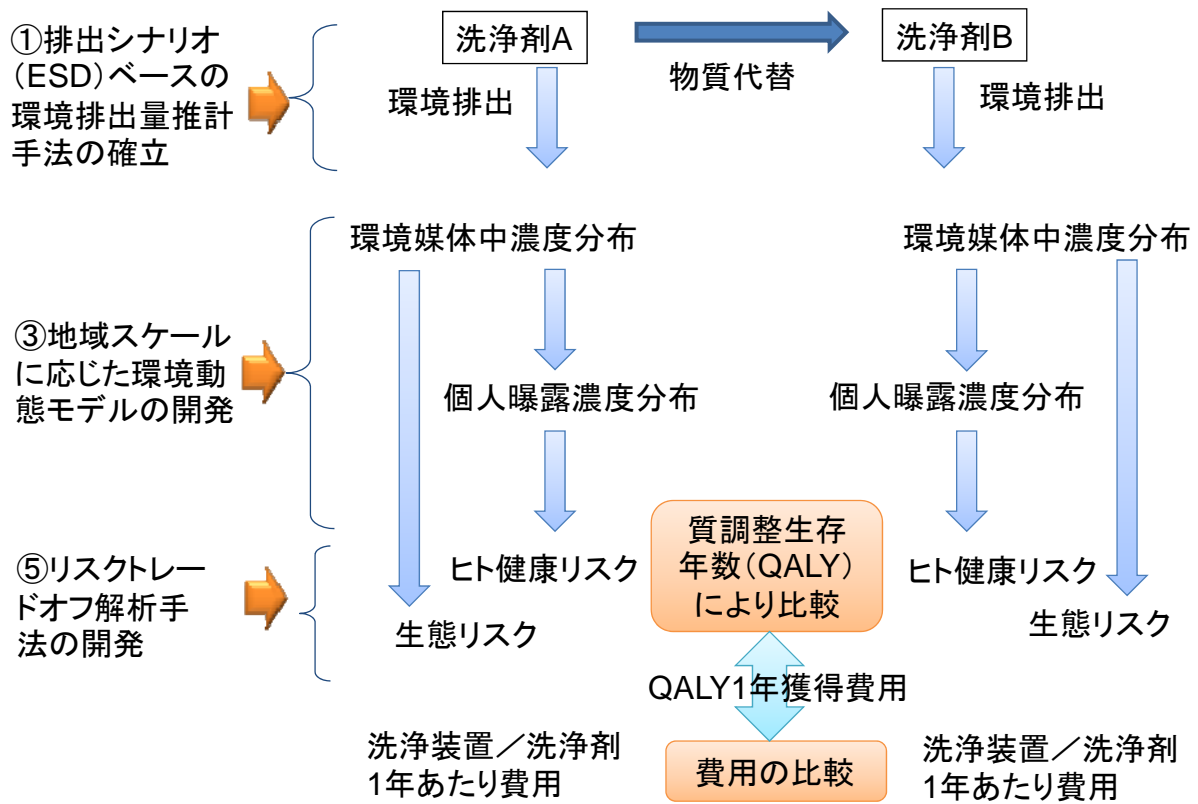 ①排出シナリオ
（ESD）ベースの
環境排出量推計
手法の確立
洗浄剤A
物質代替
洗浄剤B
環境排出
環境排出
③地域スケール
に応じた環境動
態モデルの開発
環境媒体中濃度分布
環境媒体中濃度分布
個人曝露濃度分布
個人曝露濃度分布
⑤リスクトレー
ドオフ解析手
法の開発
ヒト健康リスク
生態リスク
質調整生存
年数（QALY）
により比較
ヒト健康リスク
生態リスク
QALY1年獲得費用
洗浄装置／洗浄剤
1年あたり費用
費用の比較
洗浄装置／洗浄剤
1年あたり費用